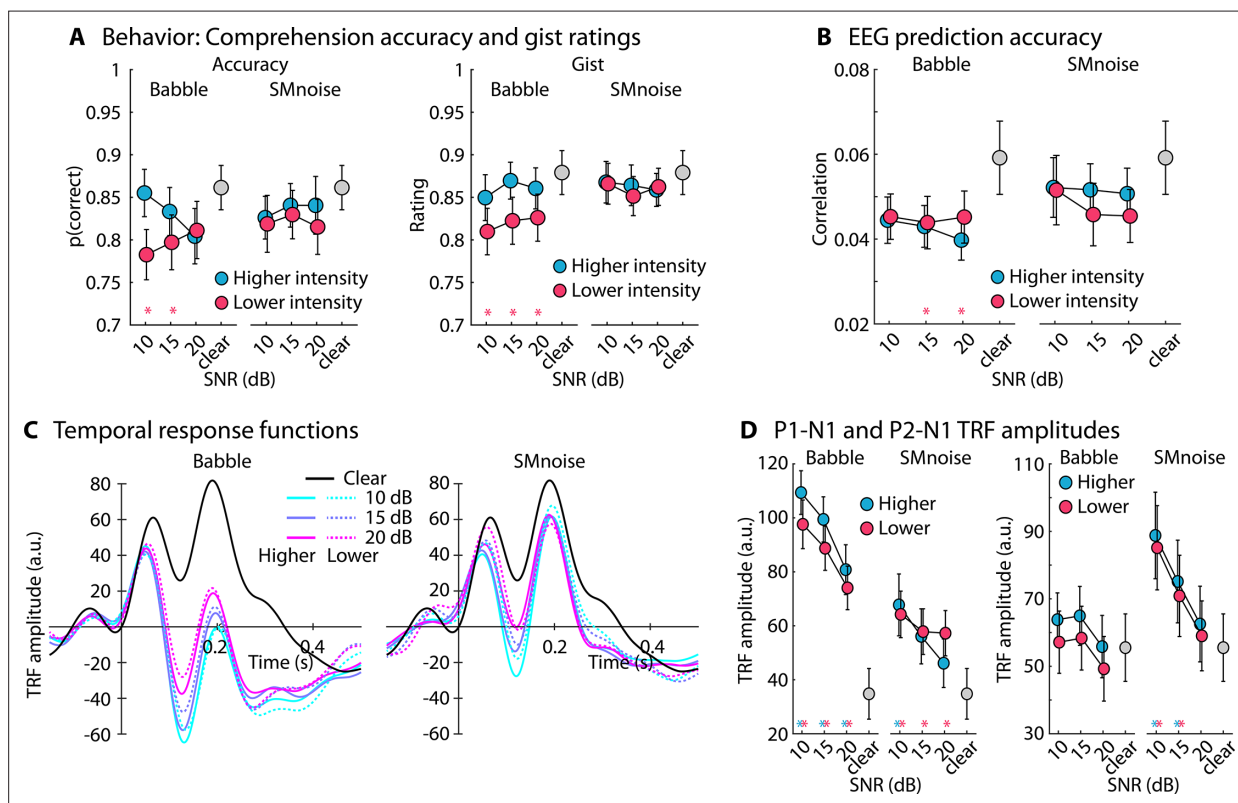 A Behavior: Comprehension accuracy and gist ratings
Accuracy
Babble SMnoise
1
0.95
0.9
0.85
0.8
0.75
0.7
p(correct)
Higher intensity
Lower intensity
* *
10 15 20 clear 10 15 20 clear
SNR (dB)
Gist
Babble SMnoise
1
0.95
0.9
0.85
0.8
0.75
0.7
Rating
Higher intensity
Lower intensity
* * *
10 15 20 clear 10 15 20 clear
SNR (dB)
B EEG prediction accuracy
Babble SMnoise
0.08
0.06
0.04
0.02
Correlation
Higher intensity
Lower intensity
* *
10 15 20 clear 10 15 20 clear
SNR (dB)
C Temporal response functions
Babble
80
60
40
20
-20
-40
-60
TRF amplitude (a.u.)
Clear
10 dB
15 dB
20 dB
Higher Lower
0.2 0.4
Time (s)
SMnoise
80
60
40
20
-20
-40
-60
0.2 0.4
Time (s)
D P1-N1 and P2-N1 TRF amplitudes
Babble SMnoise
120
100
80
60
40
20
TRF amplitude (a.u.)
Higher
Lower
** ** ** ** * *
10 15 20 clear 10 15 20 clear
SNR (dB)
Babble SMnoise
110
90
70
50
30
TRF amplitude (a.u.)
Higher
Lower
** **
10 15 20 clear 10 15 20 clear
SNR (dB)